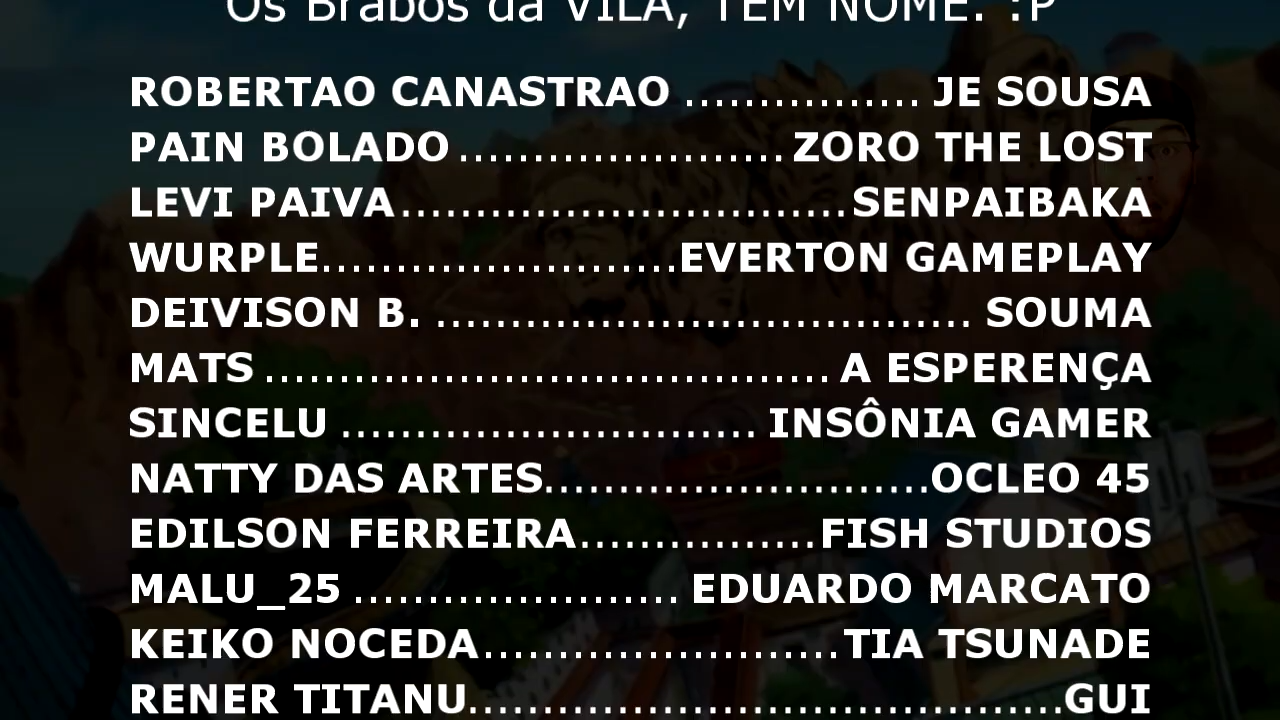 Os Brabos da VILA, TEM NOME. :P
ROBERTAO CANASTRAO ................ JE SOUSA
PAIN BOLADO ...................... ZORO THE LOST
LEVI PAIVA..............................SENPAIBAKA
WURPLE........................EVERTON GAMEPLAY
DEIVISON B. .................................... SOUMA
MATS ...................................... A ESPERENÇA
SINCELU ............................ INSÔNIA GAMER
NATTY DAS ARTES..........................OCLEO 45
EDILSON FERREIRA................FISH STUDIOS
MALU_25 ...................... EDUARDO MARCATO
KEIKO NOCEDA........................TIA TSUNADE
RENER TITANU........................................GUI